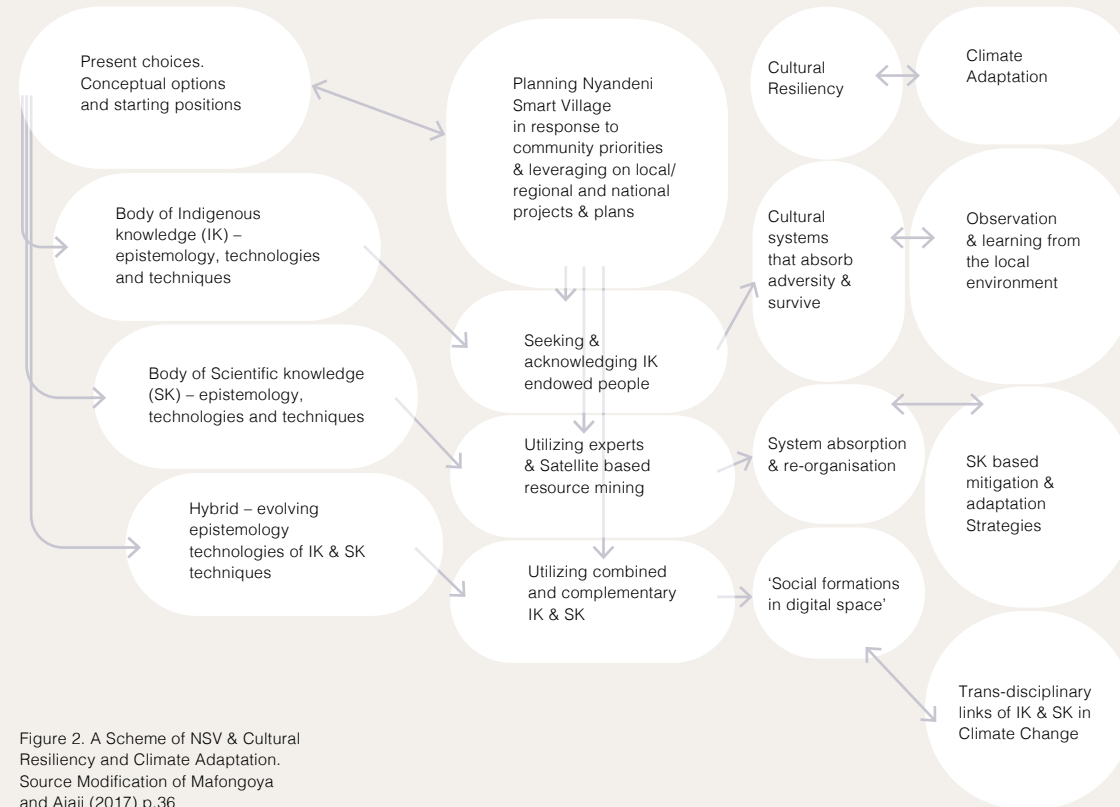 Present choices.
Conceptual options
and starting positions
Planning Nyandeni
Smart Village
in response to
community priorities
& leveraging on local/
regional and national
projects & plans
Cultural
Resiliency
Climate
Adaptation
Body of Indigenous
knowledge (IK) –
epistemology, technologies
and techniques
Seeking &
acknowledging IK
endowed people
Cultural
systems
that absorb
adversity &
survive
Observation
& learning from
the local
environment
Body of Scientific knowledge
(SK) – epistemology,
technologies and techniques
Utilizing experts
& Satellite based
resource mining
System absorption
& re-organisation
SK based
mitigation &
adaptation
Strategies
Hybrid – evolving
epistemology
technologies of IK & SK
techniques
Utilizing combined
and complementary
IK & SK
‘Social formations
in digital space’
Trans-disciplinary
links of IK & SK in
Climate Change
Figure 2. A Scheme of NSV & Cultural
Resiliency and Climate Adaptation.
Source Modification of Mafongoya
and Ajaji (2017) p.36